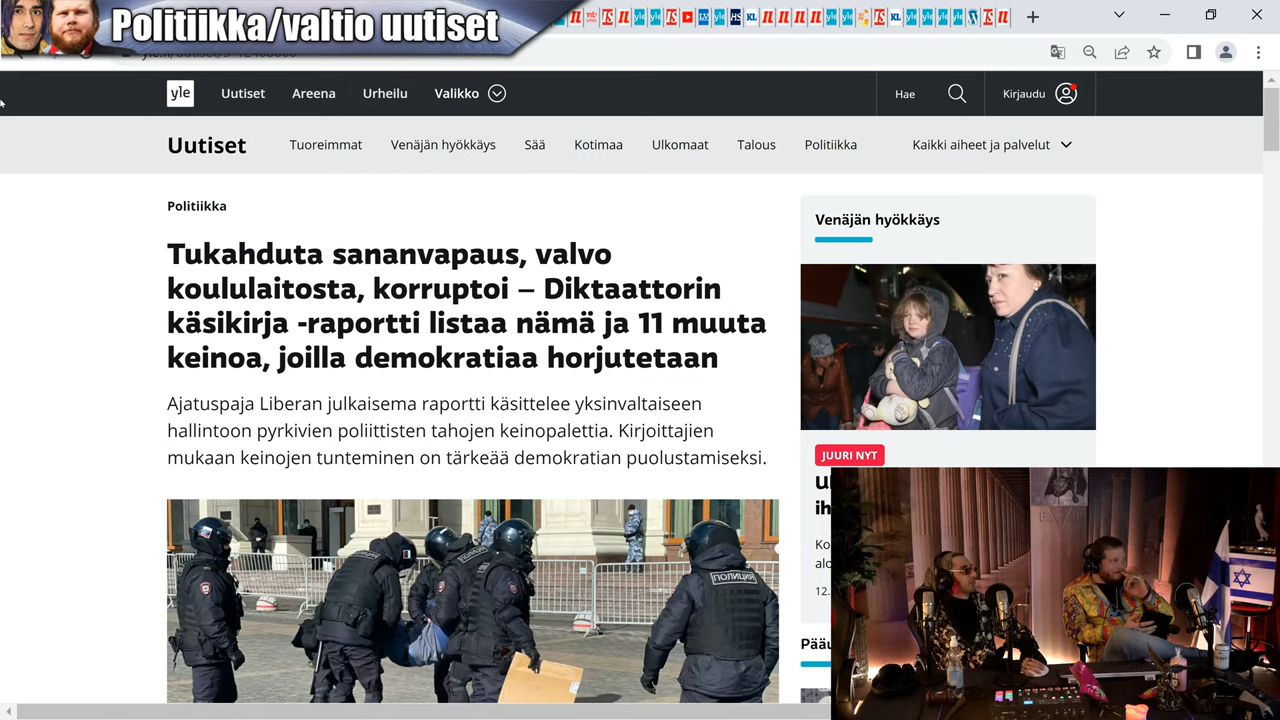 Politiikka/valtio uutiset
yle
Uutiset
Areena
Urheilu
Valikko
Hae
Kirjaudu
Uutiset
Tuoreimmat
Venäjän hyökkäys
Sää
Kotimaa
Ulkomaat
Talous
Politiikka
Kaikki aiheet ja palvelut
Politiikka
Tukahduta sananvapaus, valvo
koululaitosta, korruptoi – Diktaattorin
käsikirja -raportti listaa nämä ja 11 muuta
keinoa, joilla demokratiaa horjutetaan
Ajatuspaja Liberan julkaisema raportti käsittelee yksinvaltaiseen
hallintoon pyrkivien poliittisten tahojen keinopalettia. Kirjoittajien
mukaan keinojen tunteminen on tärkeää demokratian puolustamiseksi.
ПОЛИЦИЯ
Venäjän hyökkäys
JUURI NYT
12.